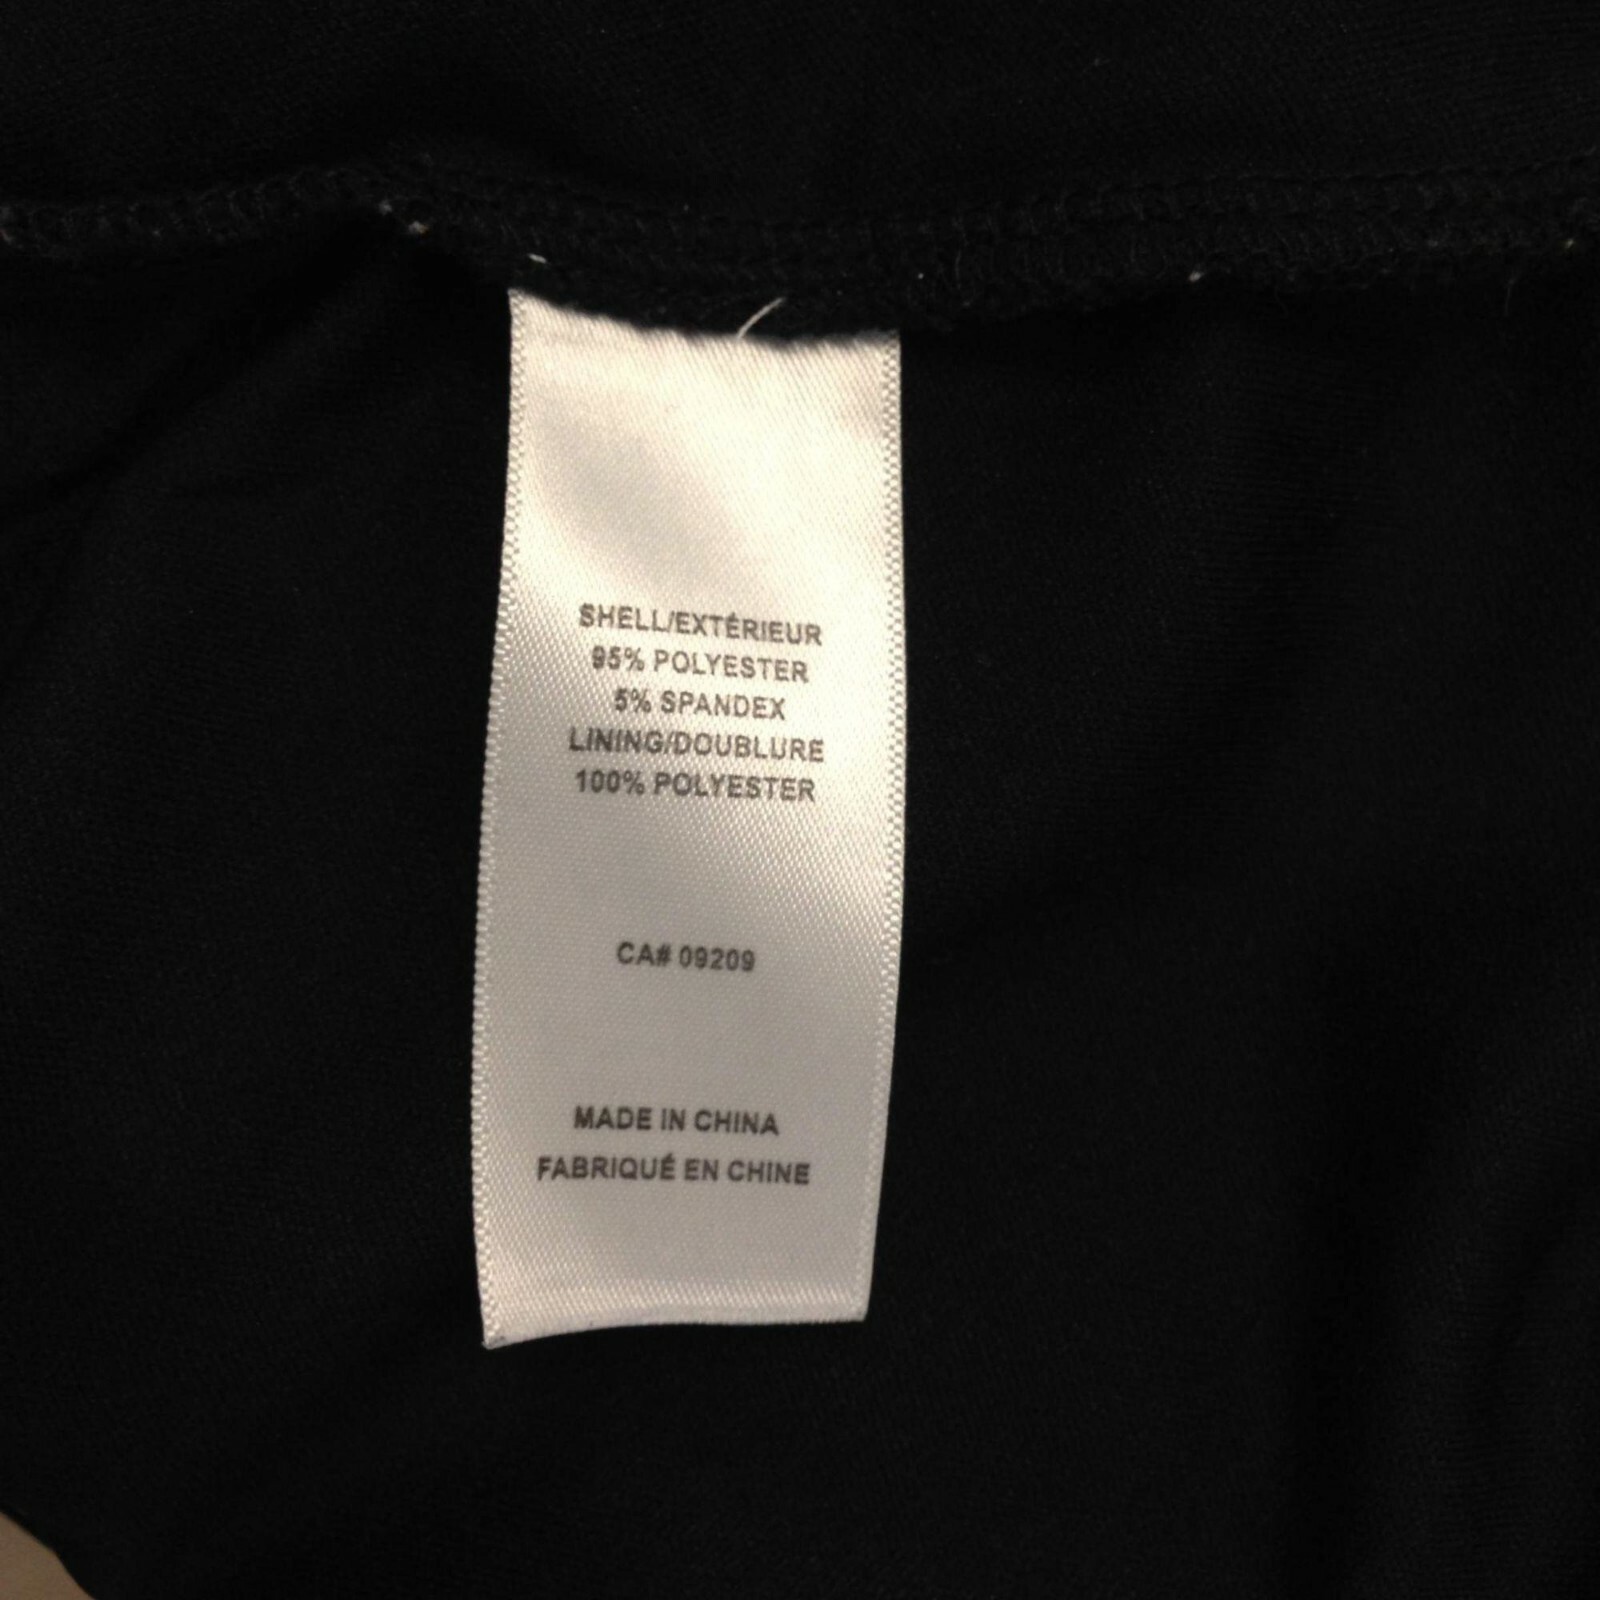 SHELL/EXTÉRIEUR
95% POLYESTER
5% SPANDEX
LINING/DOUBLURE
100% POLYESTER
CA# 09209
MADE IN CHINA
FABRIQUÉ EN CHINE